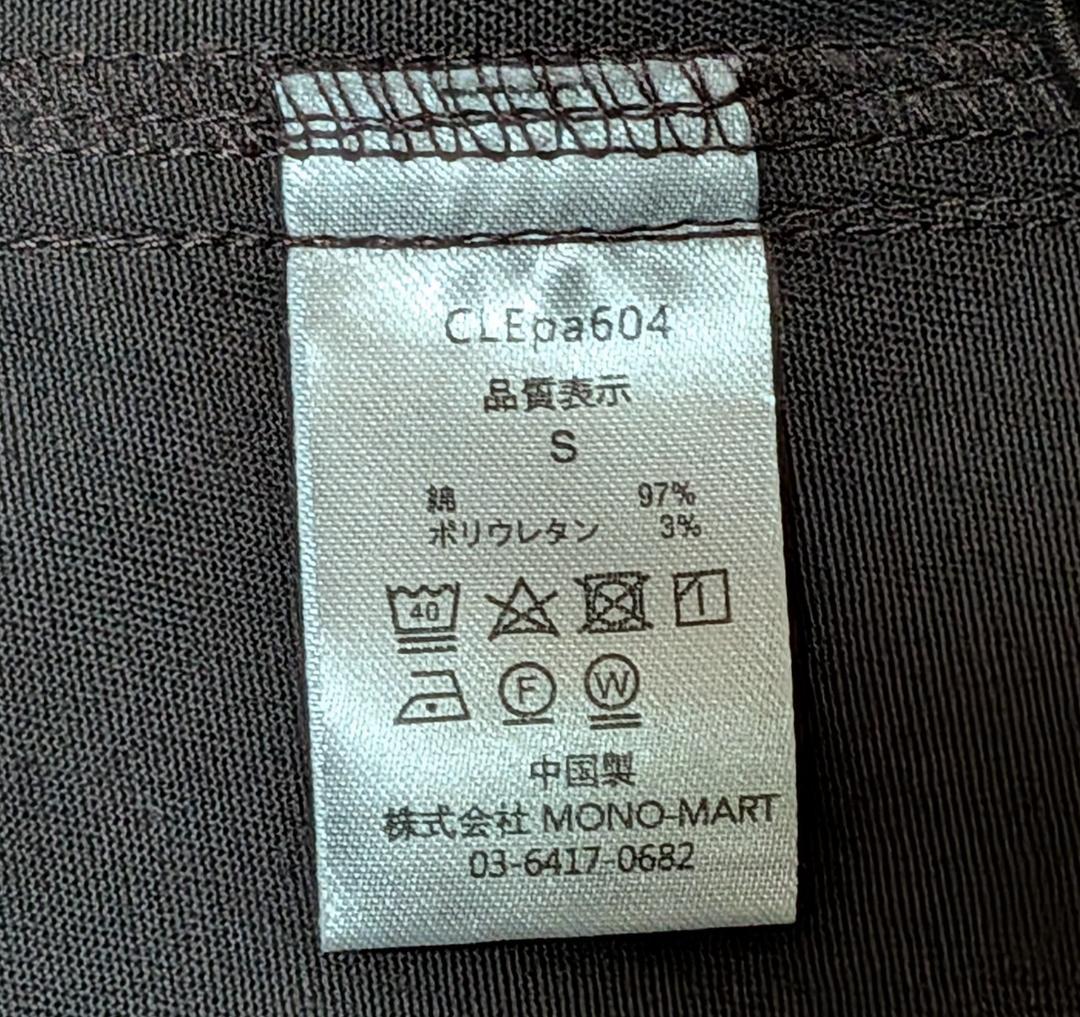 CLEpa604
品質表示
S
綿 97%
ポリウレタン 3%
40
F W
中国製
株式会社 MONO-MART
03-6417-0682